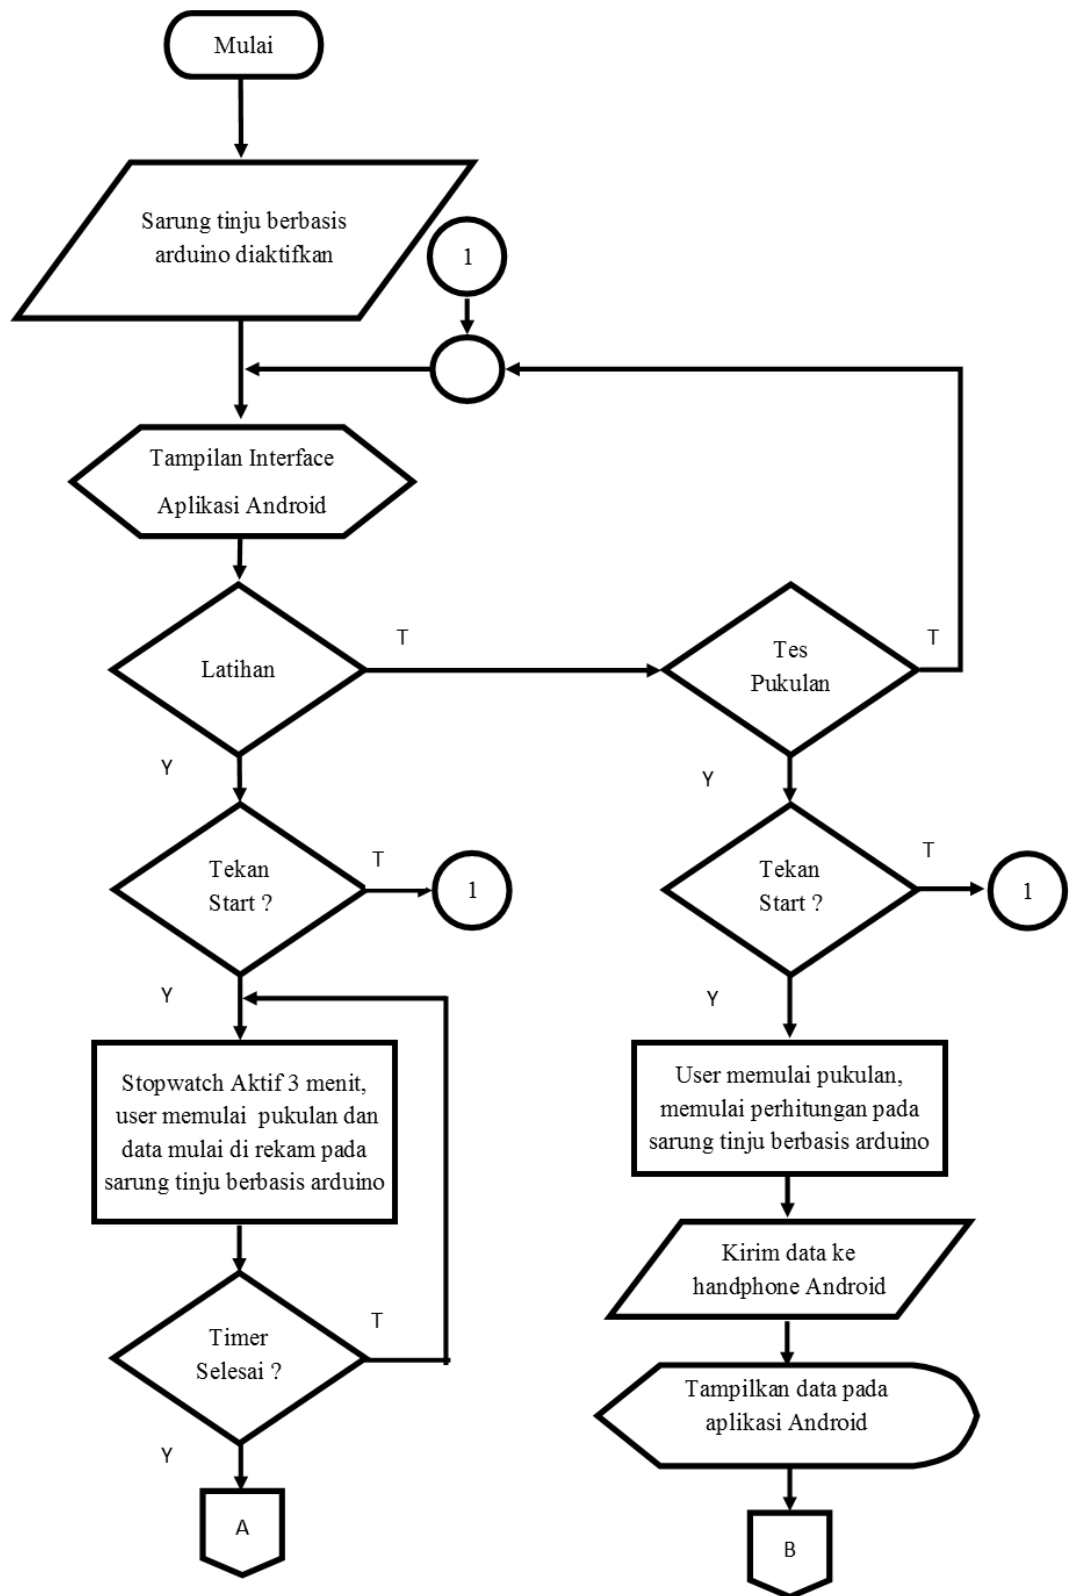 Mulai
Sarung tinju berbasis
arduino diaktifkan
1
Tampilan Interface
Aplikasi Android
Latihan
T
Tes
Pukulan
T
Y
Y
Tekan
Start ?
T
1
Tekan
Start ?
T
1
Y
Y
Stopwatch Aktif 3 menit,
user memulai pukulan dan
data mulai di rekam pada
sarung tinju berbasis arduino
User memulai pukulan,
memulai perhitungan pada
sarung tinju berbasis arduino
Kirim data ke
handphone Android
Timer
Selesai ?
T
Tampilkan data pada
aplikasi Android
Y
A
B